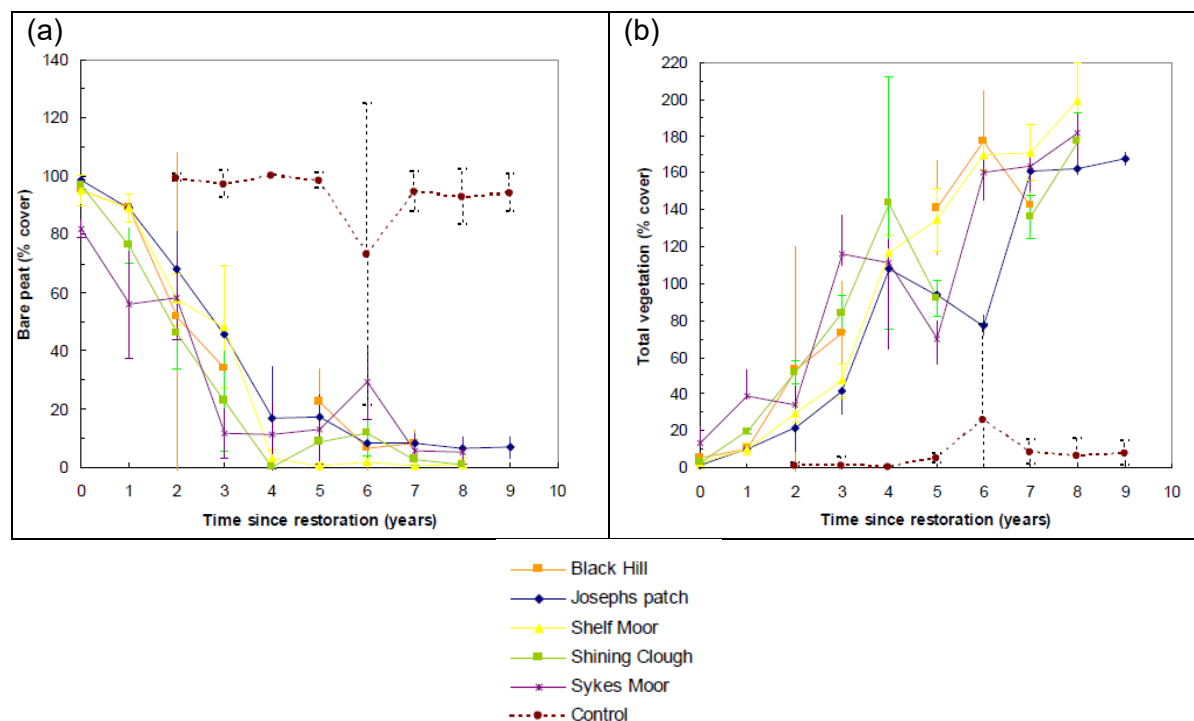 (a)
140
120
100
80
60
40
20
0
Bare peat (% cover)
0 1 2 3 4 5 6 7 8 9 10
Time since restoration (years)
(b)
220
200
180
160
140
120
100
80
60
40
20
0
Total vegetation (% cover)
0 1 2 3 4 5 6 7 8 9 10
Time since restoration (years)
Black Hill
Josephs patch
Shelf Moor
Shining Clough
Sykes Moor
Control